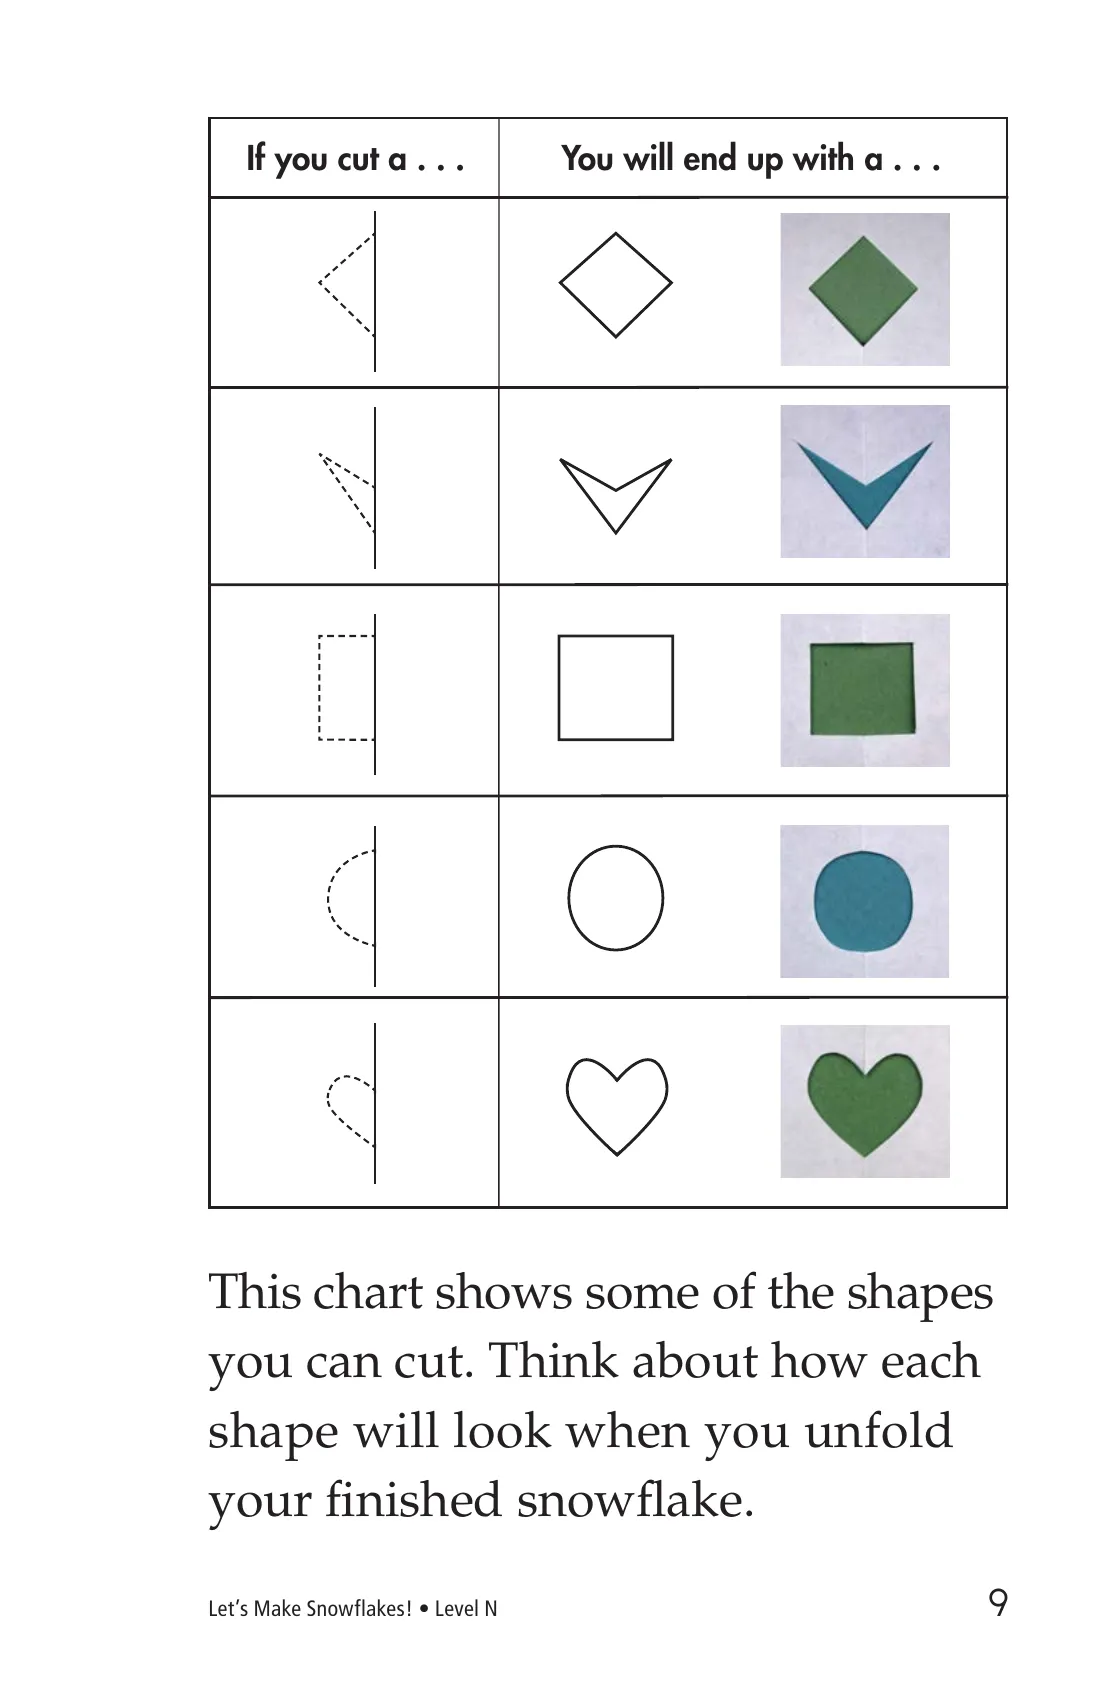 If you cut a . . .
You will end up with a . . .
This chart shows some of the shapes
you can cut. Think about how each
shape will look when you unfold
your finished snowflake.
Let's Make Snowflakes! • Level N
9